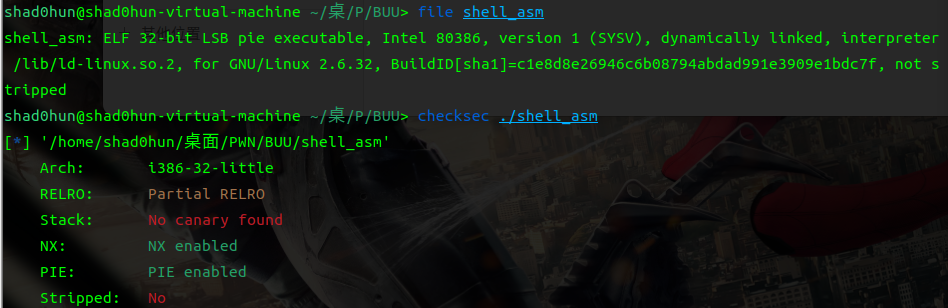 shad0hun@shad0hun-virtual-machine ~/桌/P/BUU> file shell_asm
shell_asm: ELF 32-bit LSB pie executable, Intel 80386, version 1 (SYSV), dynamically linked, interpreter
/lib/ld-linux.so.2, for GNU/Linux 2.6.32, BuildID[sha1]=c1e8d8e26946c6b08794abdad991e3909e1bdc7f, not s
tripped
shad0hun@shad0hun-virtual-machine ~/桌/P/BUU> checksec ./shell_asm
[*] '/home/shad0hun/桌面/PWN/BUU/shell_asm'
Arch: i386-32-little
RELRO: Partial RELRO
Stack: No canary found
NX: NX enabled
PIE: PIE enabled
Stripped: No